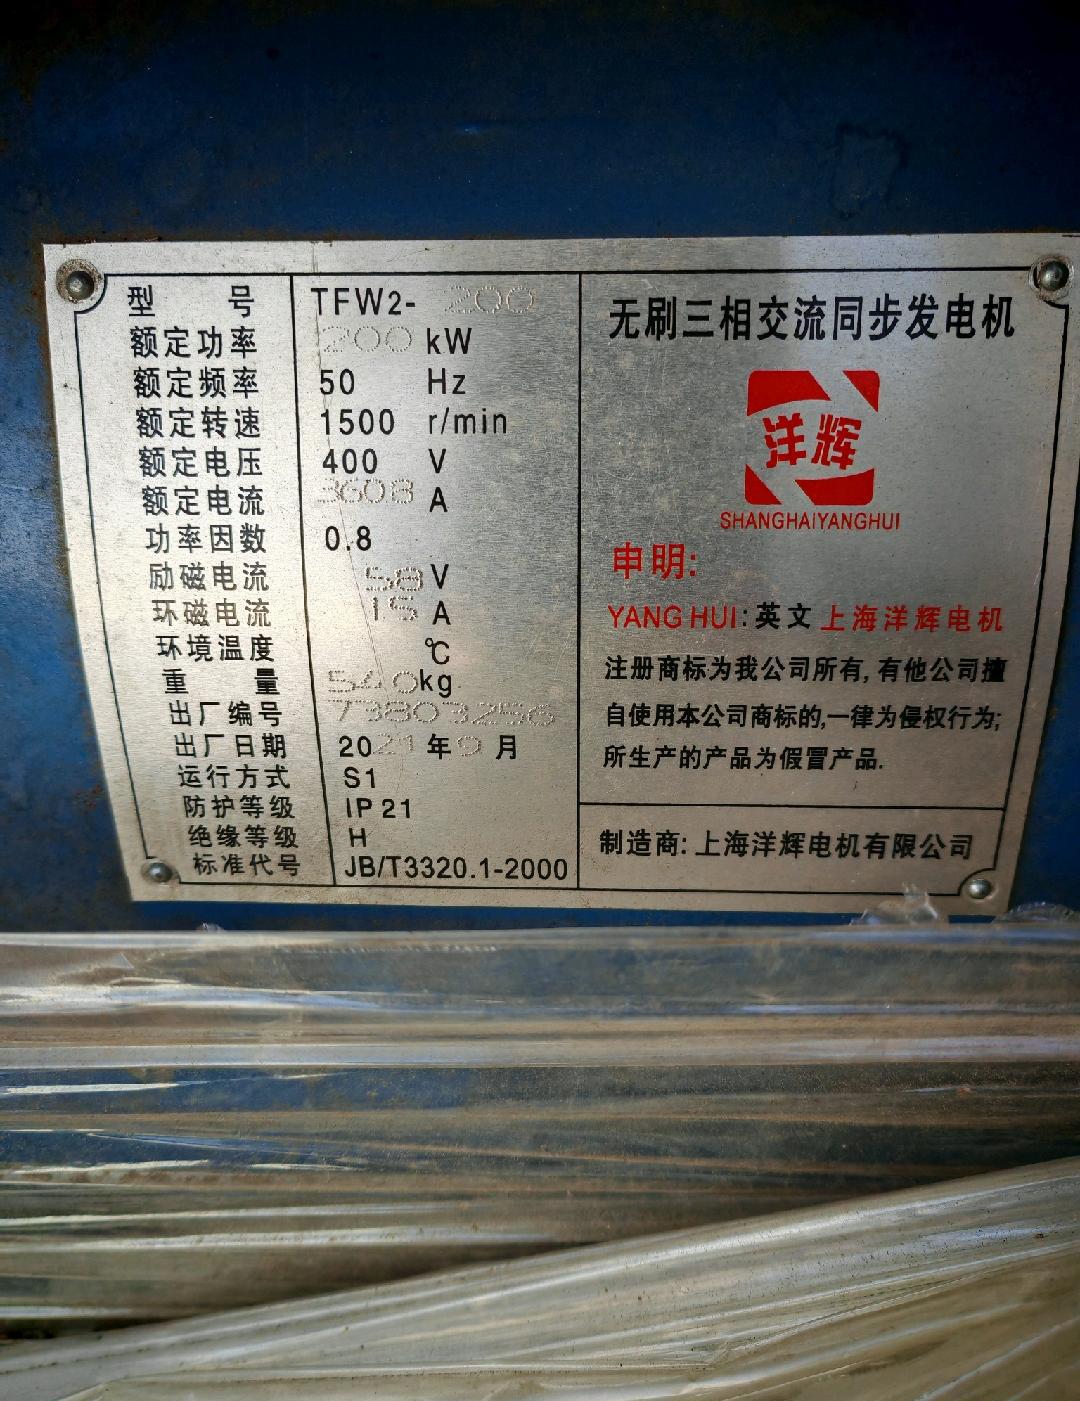 型 号 TFW2-200
额定功率 200 kW
额定频率 50 Hz
额定转速 1500 r/min
额定电压 400 V
额定电流 3608 A
功率因数 0.8
励磁电流 58 V
环磁电流 15 A
环境温度 ℃
重 量 540kg
出厂编号 73803256
出厂日期 2021年9月
运行方式 S1
防护等级 IP21
绝缘等级 H
标准代号 JB/T3320.1-2000
无刷三相交流同步发电机
洋辉
SHANGHAIYANGHUI
申明:
YANG HUI:英文上海洋辉电机
注册商标为我公司所有,有他公司擅
自使用本公司商标的,一律为侵权行为;
所生产的产品为假冒产品.
制造商:上海洋辉电机有限公司